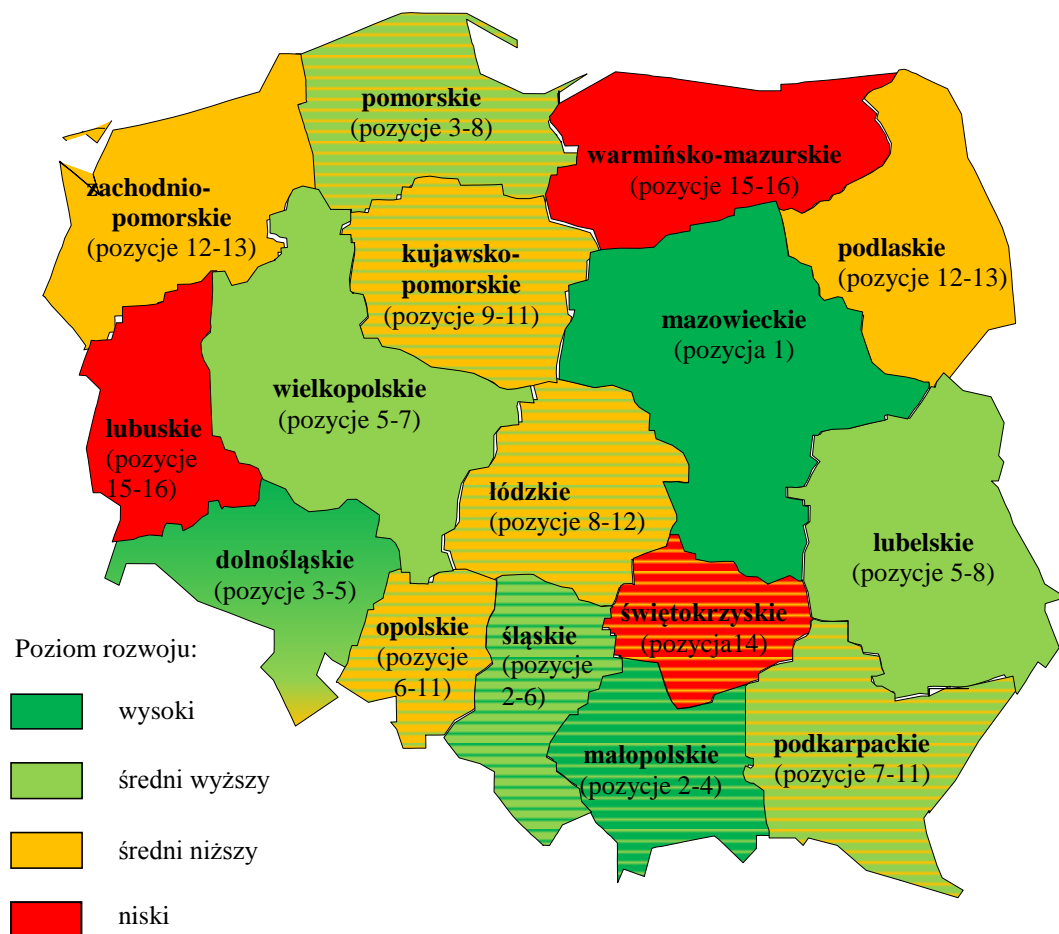 pomorskie
(pozycje 3-8)
warmińsko-mazurskie
(pozycje 15-16)
zachodnio-
pomorskie
(pozycje 12-13)
kujawsko-
pomorskie
(pozycje 9-11)
podlaskie
(pozycje 12-13)
mazowieckie
(pozycja 1)
wielkopolskie
(pozycje 5-7)
lubuskie
(pozycje
15-16)
łódzkie
(pozycje 8-12)
lubelskie
(pozycje 5-8)
dolnośląskie
(pozycje 3-5)
opolskie
(pozycje
6-11)
śląskie
(pozycje
2-6)
świętokrzyskie
(pozycja14)
małopolskie
(pozycje 2-4)
podkarpackie
(pozycje 7-11)
Poziom rozwoju:
wysoki
średni wyższy
średni niższy
niski